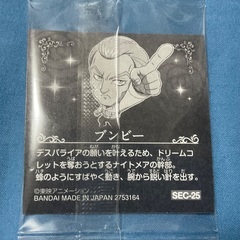 ブンビー
デスパライアの願いを叶えるため、ドリームコ
レットを奪おうとするナイトメアの幹部。
蜂のようにすばやく動き、腕から鋭い針を出す。
©東映アニメーション
BANDAI MADE IN JAPAN 2753164
SEC-25